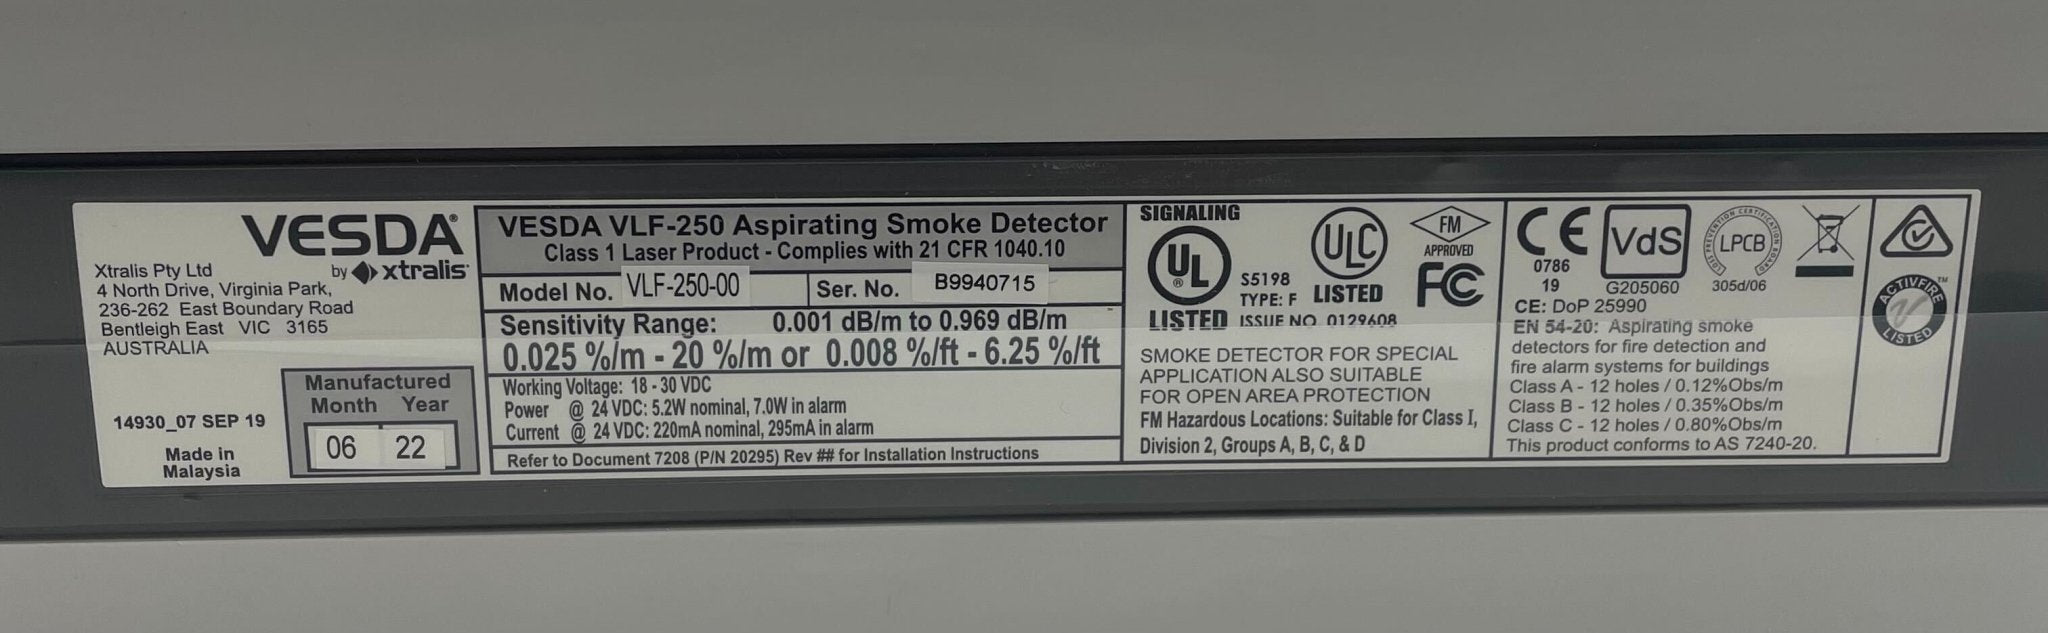 VESDA®
by xtralis™
Xtralis Pty Ltd
4 North Drive, Virginia Park,
236-262 East Boundary Road
Bentleigh East VIC 3165
AUSTRALIA
14930_07 SEP 19
Made in
Malaysia
Manufactured
Month Year
06 22
VESDA VLF-250 Aspirating Smoke Detector
Class 1 Laser Product - Complies with 21 CFR 1040.10
Model No. VLF-250-00 Ser. No. B9940715
Sensitivity Range: 0.001 dB/m to 0.969 dB/m
0.025 %/m - 20 %/m or 0.008 %/ft - 6.25 %/ft
Working Voltage: 18 - 30 VDC
Power @ 24 VDC: 5.2W nominal, 7.0W in alarm
Current @ 24 VDC: 220mA nominal, 295mA in alarm
Refer to Document 7208 (P/N 20295) Rev ## for Installation Instructions
SIGNALING
UL®
LISTED
S5198
TYPE: F
ISSUE NO 0129608
ULC
LISTED
FM
APPROVED
FC
SMOKE DETECTOR FOR SPECIAL
APPLICATION ALSO SUITABLE
FOR OPEN AREA PROTECTION
FM Hazardous Locations: Suitable for Class I,
Division 2, Groups A, B, C, & D
CE
0786
19
VdS
G205060
LOSS PREVENTION CERTIFICATION BOARD
LPCB
305d/06
CE: DoP 25990
EN 54-20: Aspirating smoke
detectors for fire detection and
fire alarm systems for buildings
Class A - 12 holes / 0.12%Obs/m
Class B - 12 holes / 0.35%Obs/m
Class C - 12 holes / 0.80%Obs/m
This product conforms to AS 7240-20.
ACTIVFIRE™
LISTED